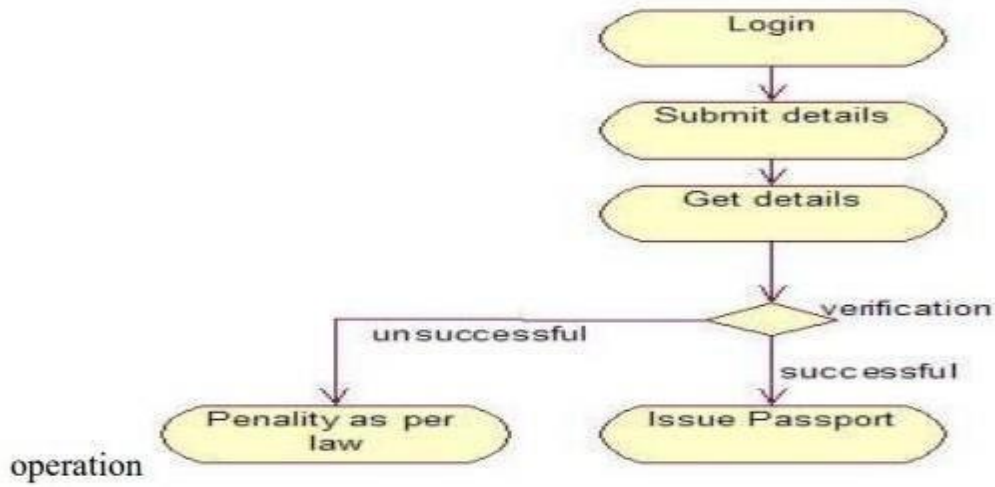 Login
Submit details
Get details
verification
unsuccessful
successful
Penality as per
law
Issue Passport
operation